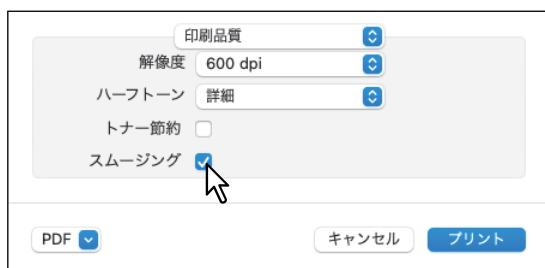 印刷品質
解像度 600 dpi
ハーフトーン 詳細
トナー節約
スムージング
PDF キャンセル プリント